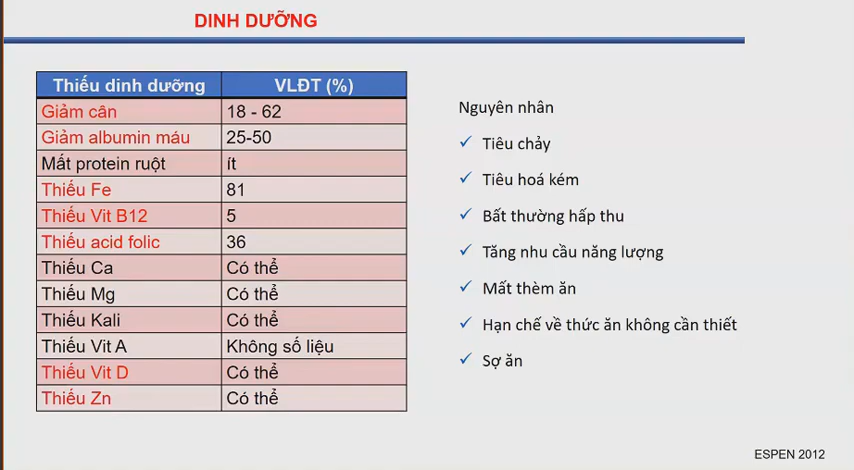 DINH DƯỠNG
Thiếu dinh dưỡng VLĐT (%)
Giảm cân 18 - 62
Giảm albumin máu 25-50
Mất protein ruột ít
Thiếu Fe 81
Thiếu Vit B12 5
Thiếu acid folic 36
Thiếu Ca Có thể
Thiếu Mg Có thể
Thiếu Kali Có thể
Thiếu Vit A Không số liệu
Thiếu Vit D Có thể
Thiếu Zn Có thể
Nguyên nhân
✓ Tiêu chảy
✓ Tiêu hoá kém
✓ Bất thường hấp thu
✓ Tăng nhu cầu năng lượng
✓ Mất thèm ăn
✓ Hạn chế về thức ăn không cần thiết
✓ Sợ ăn
ESPEN 2012